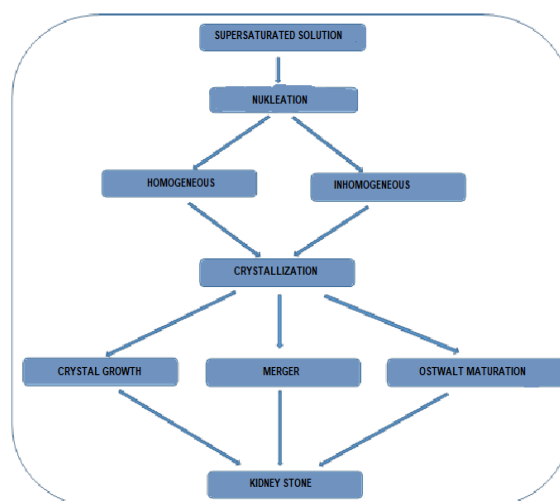 SUPERSATURATED SOLUTION
NUKLEATION
HOMOGENEOUS
INHOMOGENEOUS
CRYSTALLIZATION
CRYSTAL GROWTH
MERGER
OSTWALT MATURATION
KIDNEY STONE